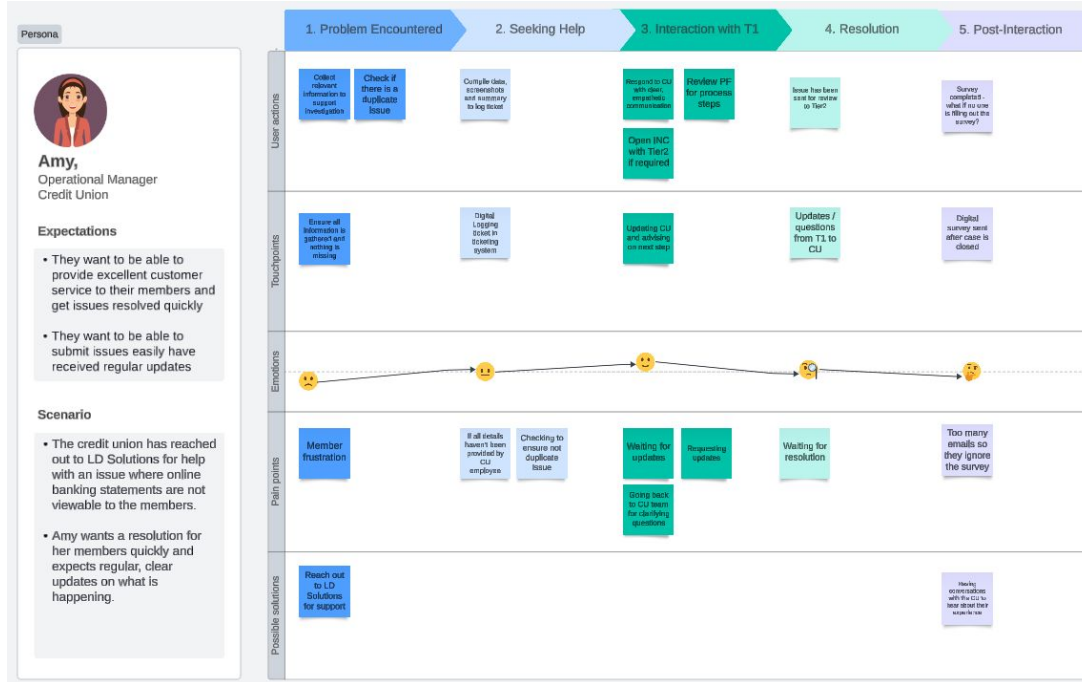 Persona
Amy,
Operational Manager
Credit Union
Expectations
• They want to be able to
provide excellent customer
service to their members and
get issues resolved quickly
• They want to be able to
submit issues easily have
received regular updates
Scenario
• The credit union has reached
out to LD Solutions for help
with an issue where online
banking statements are not
viewable to the members.
• Amy wants a resolution for
her members quickly and
expects regular, clear
updates on what is
happening.
1. Problem Encountered
2. Seeking Help
3. Interaction with T1
4. Resolution
5. Post-Interaction
User actions
Collect
relevant
information to
support
investigation
Check if
there is a
duplicate
issue
Compile data,
screenshots
and summary
to log ticket
Respond to CU
with clear,
empathetic
communication
Review PF
for process
steps
Open INC
with Tier2
if required
Issue has been
sent for review
to Tier2
Survey
completed -
what if no one
is filling out the
survey?
Touchpoints
Ensure all
information is
gathered and
nothing is
missing
Digital
Logging
ticket in
ticketing
system
Updating CU
and advising
on next step
Updates /
questions
from T1 to
CU
Digital
survey sent
after case is
closed
Emotions
Pain points
Member
frustration
If all details
haven't been
provided by
CU
employee
Checking to
ensure not
duplicate
issue
Waiting for
updates
Requesting
updates
Going back
to CU team
for clarifying
questions
Waiting for
resolution
Too many
emails so
they ignore
the survey
Possible solutions
Reach out
to LD
Solutions
for support
Having
conversations
with the CU to
hear about their
experience